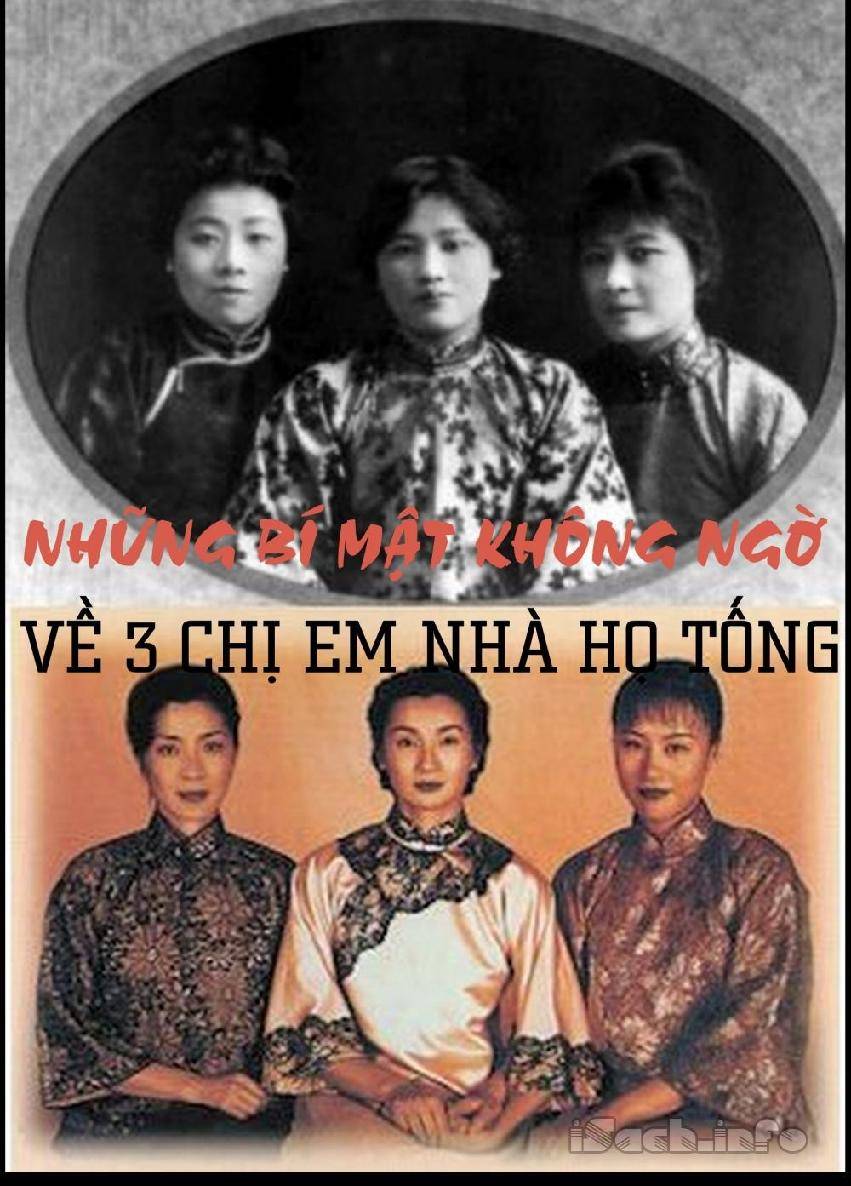 NHỮNG BÍ MẬT KHÔNG NGỜ
VỀ 3 CHỊ EM NHÀ HỌ TỐNG
iSach.info